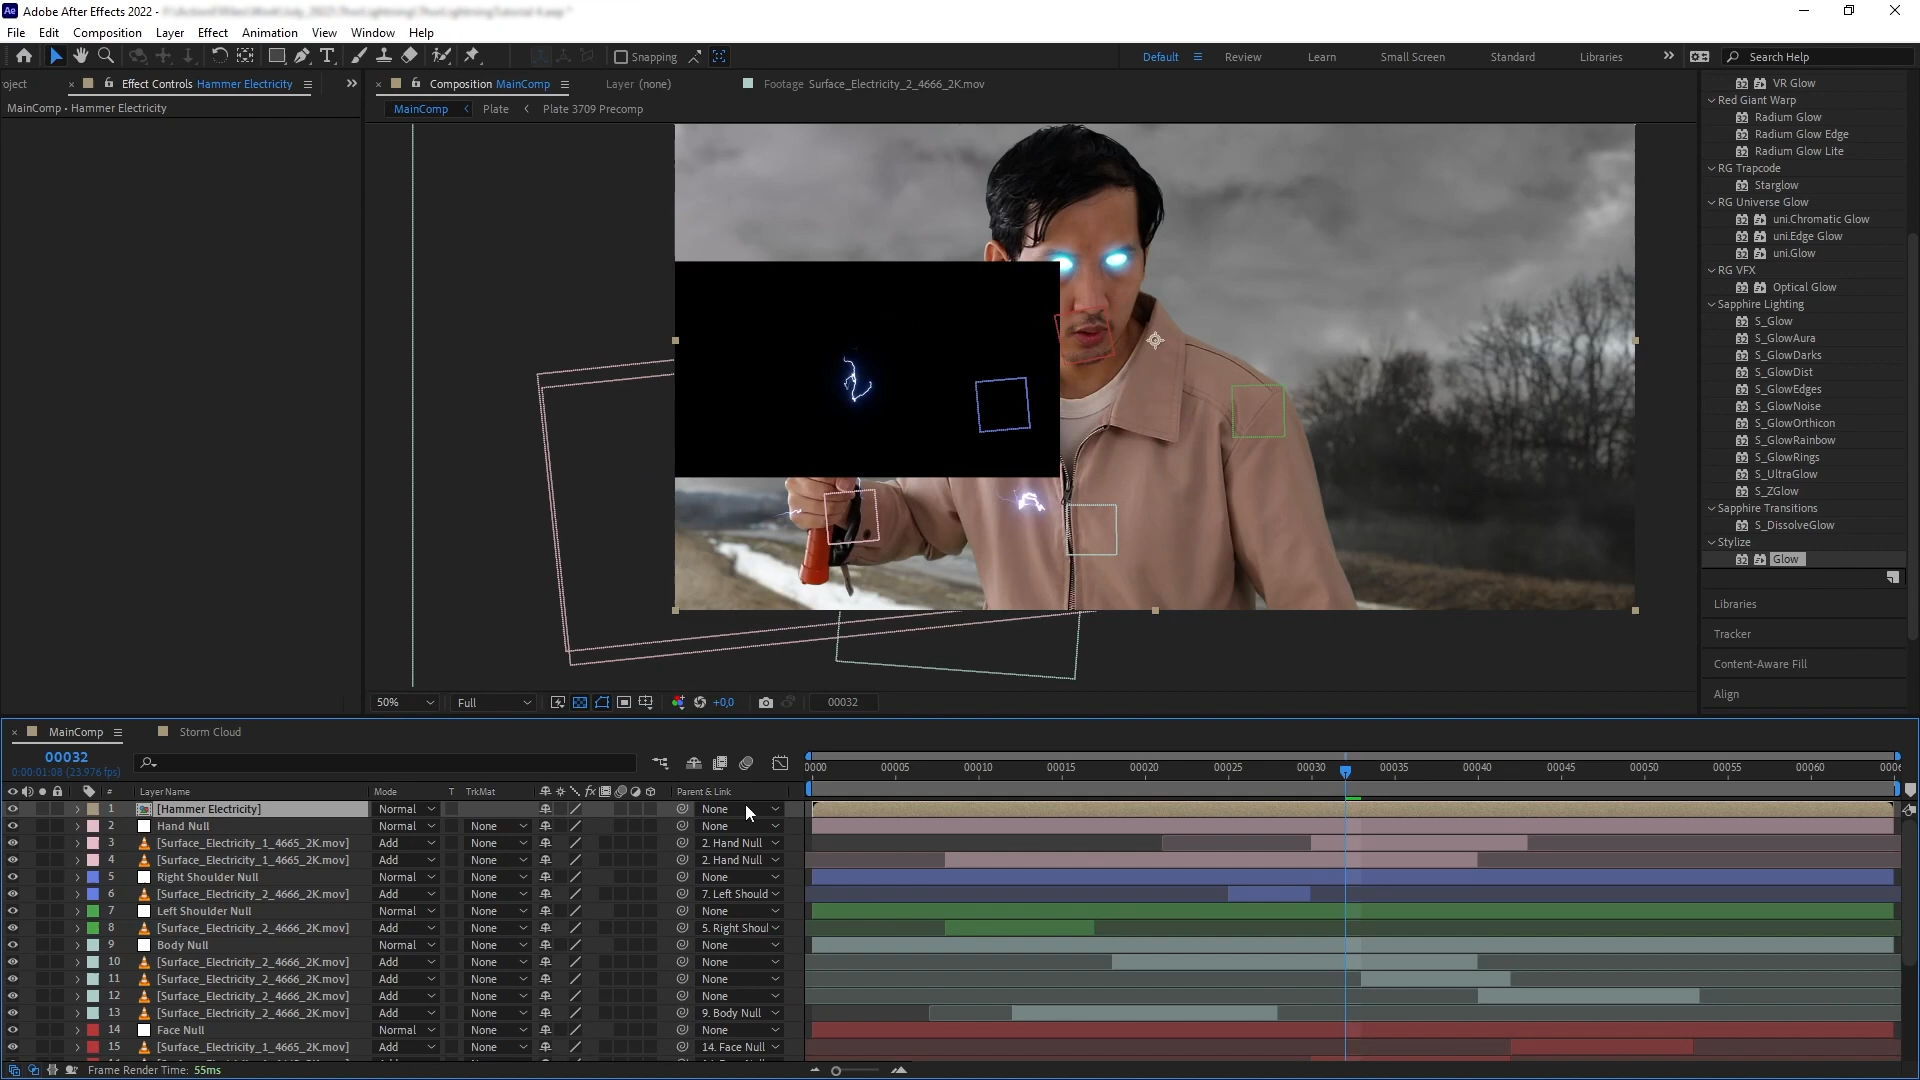 Ae Adobe After Effects 2022 -
File Edit Composition Layer Effect Animation View Window Help
Snapping
Default Review Learn Small Screen Standard Libraries Search Help
oject Effect Controls Hammer Electricity
Composition MainComp Layer (none) Footage Surface_Electricity_2_4666_2K.mov
MainComp • Hammer Electricity
MainComp Plate Plate 3709 Precomp
VR Glow
Red Giant Warp
Radium Glow
Radium Glow Edge
Radium Glow Lite
RG Trapcode
Starglow
RG Universe Glow
uni.Chromatic Glow
uni.Edge Glow
uni.Glow
RG VFX
Optical Glow
Sapphire Lighting
S_Glow
S_GlowAura
S_GlowDarks
S_GlowDist
S_GlowEdges
S_GlowNoise
S_GlowOrthicon
S_GlowRainbow
S_GlowRings
S_UltraGlow
S_ZGlow
Sapphire Transitions
S_DissolveGlow
Stylize
Glow
Libraries
Tracker
Content-Aware Fill
Align
50% Full +0,0 00032
MainComp Storm Cloud
00032
0:00:01:08 (23.976 fps)
0000 00005 00010 00015 00020 00025 00030 00035 00040 00045 00050 00055 00060 0006
# Layer Name Mode T TrkMat fx Parent & Link
1 [Hammer Electricity] Normal None
2 Hand Null Normal None None
3 [Surface_Electricity_1_4665_2K.mov] Add None 2. Hand Null
4 [Surface_Electricity_1_4665_2K.mov] Add None 2. Hand Null
5 Right Shoulder Null Normal None None
6 [Surface_Electricity_2_4666_2K.mov] Add None 7. Left Should
7 Left Shoulder Null Normal None None
8 [Surface_Electricity_2_4666_2K.mov] Add None 5. Right Shoul
9 Body Null Normal None None
10 [Surface_Electricity_2_4666_2K.mov] Add None None
11 [Surface_Electricity_2_4666_2K.mov] Add None None
12 [Surface_Electricity_2_4666_2K.mov] Add None None
13 [Surface_Electricity_2_4666_2K.mov] Add None 9. Body Null
14 Face Null Normal None None
15 [Surface_Electricity_1_4665_2K.mov] Add None 14. Face Null
Frame Render Time: 55ms